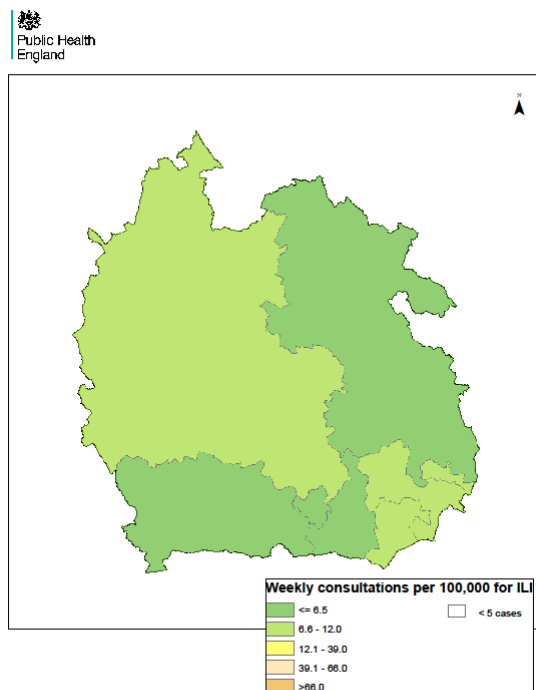 Public Health
England
N
Weekly consultations per 100,000 for ILI
<= 6.5
< 5 cases
6.6 - 12.0
12.1 - 39.0
39.1 - 66.0
>66.0